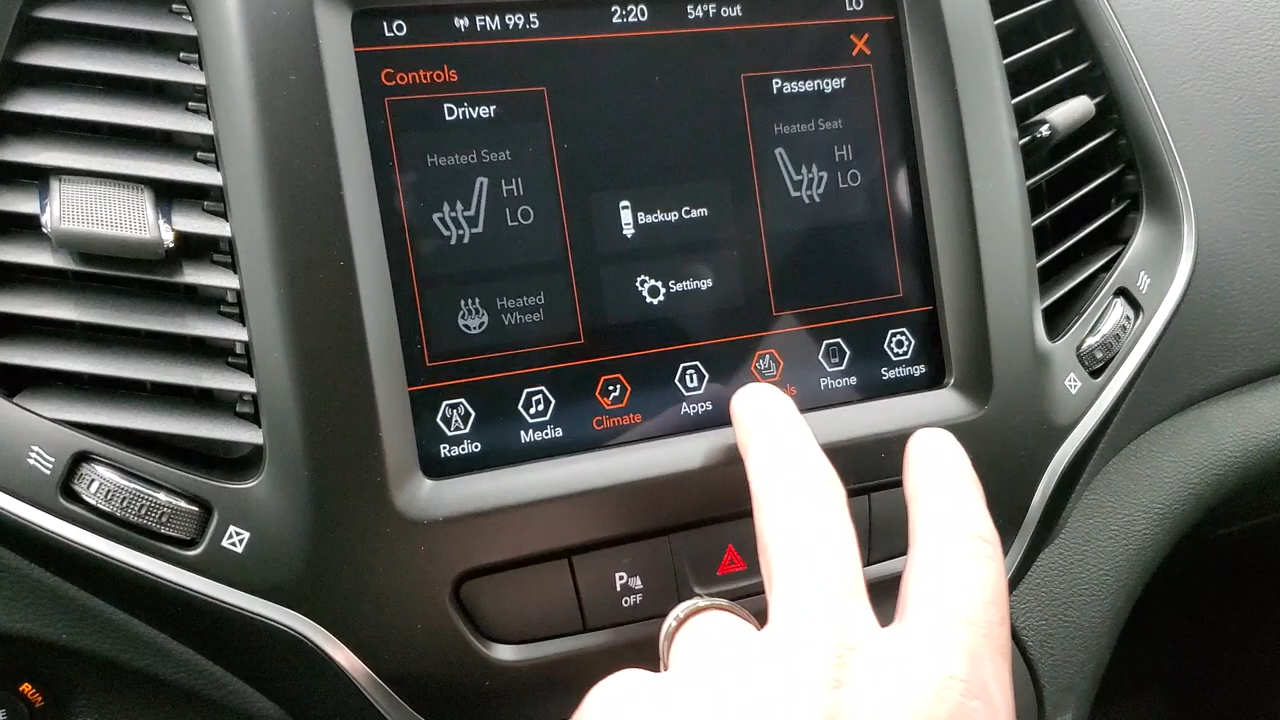 LO FM 99.5 2:20 54°F out LO
Controls
Driver
Passenger
Heated Seat
HI
LO
Heated Seat
HI
LO
Backup Cam
Settings
Heated
Wheel
Radio
Media
Climate
Apps
Phone
Settings
P
OFF
RUN